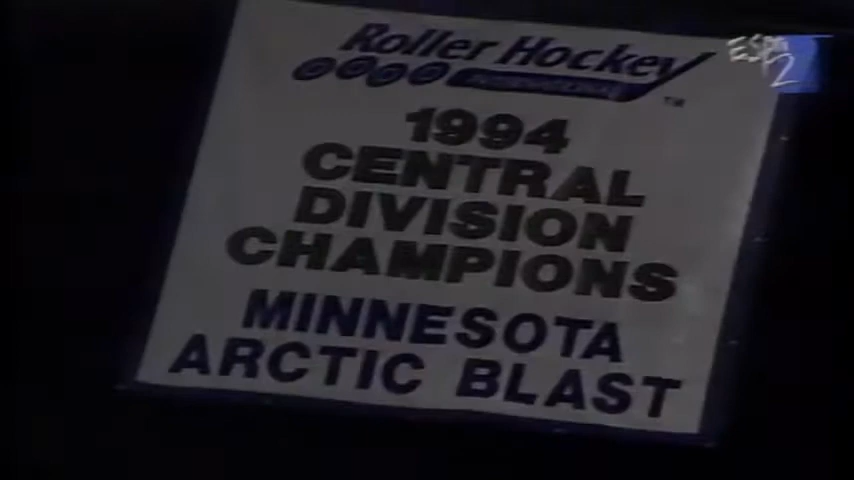 Roller Hockey
ESPN
2
TM
1994
CENTRAL
DIVISION
CHAMPIONS
MINNESOTA
ARCTIC BLAST